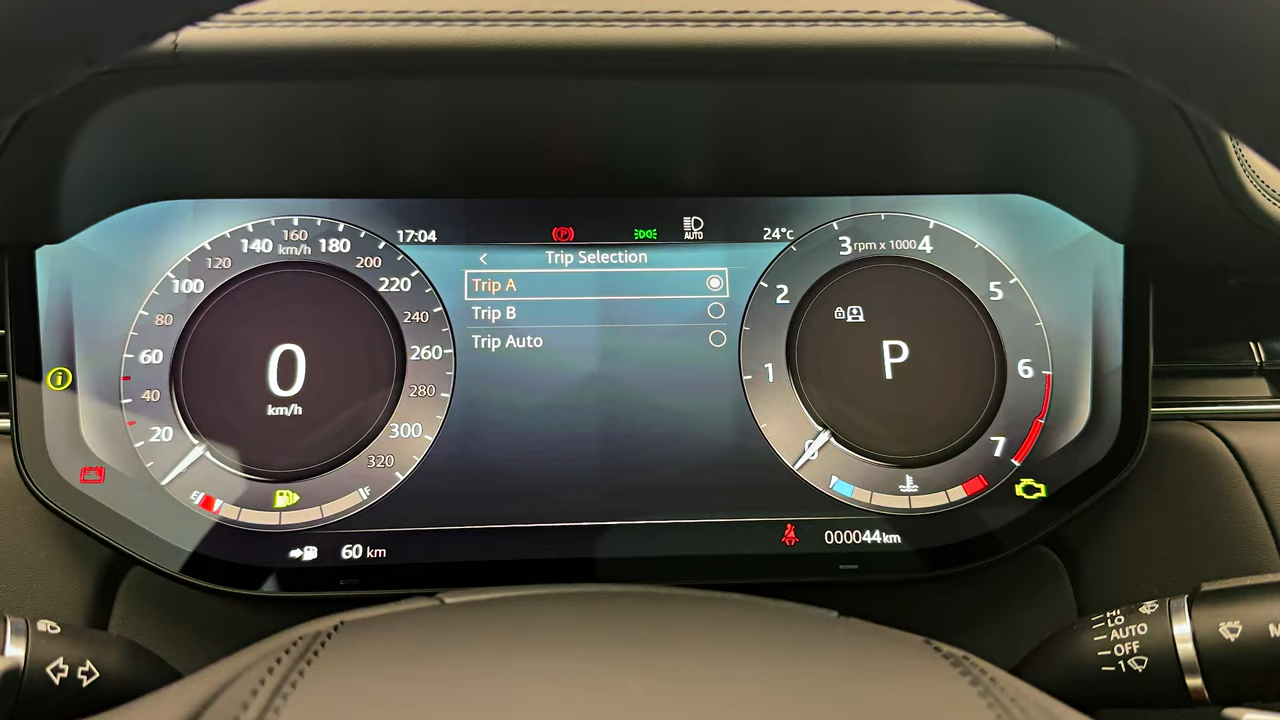 17:04
AUTO
24°c
< Trip Selection
Trip A
Trip B
Trip Auto
20
40
60
80
100
120
140
160
180
200
220
240
260
280
300
320
km/h
0
km/h
E
F
60 km
0
1
2
3
4
5
6
7
rpm x 1000
P
000044km
HI
LO
AUTO
OFF
1